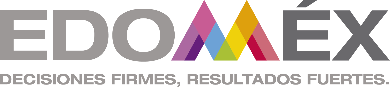 EDOMÉX
DECISIONES FIRMES, RESULTADOS FUERTES.